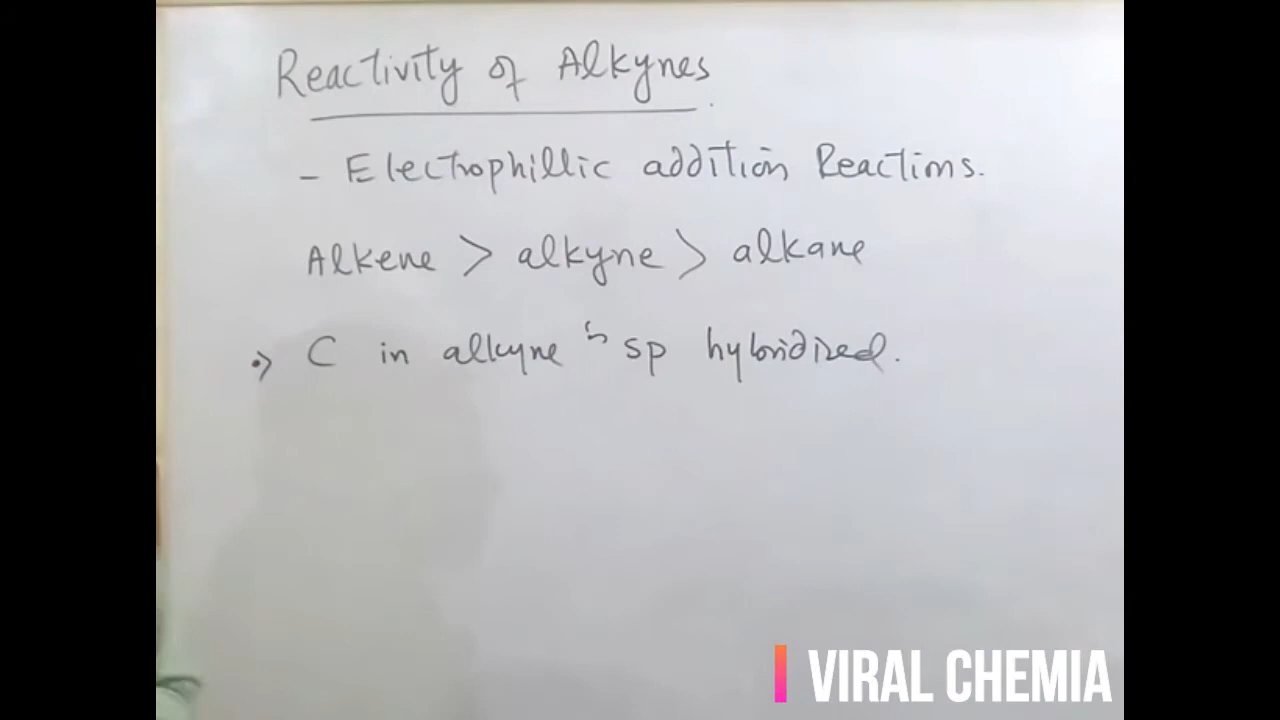 Reactivity of Alkynes
- Electrophillic addition Reactions.
Alkene > alkyne > alkane
C in alkyne is sp hybridized.
VIRAL CHEMIA